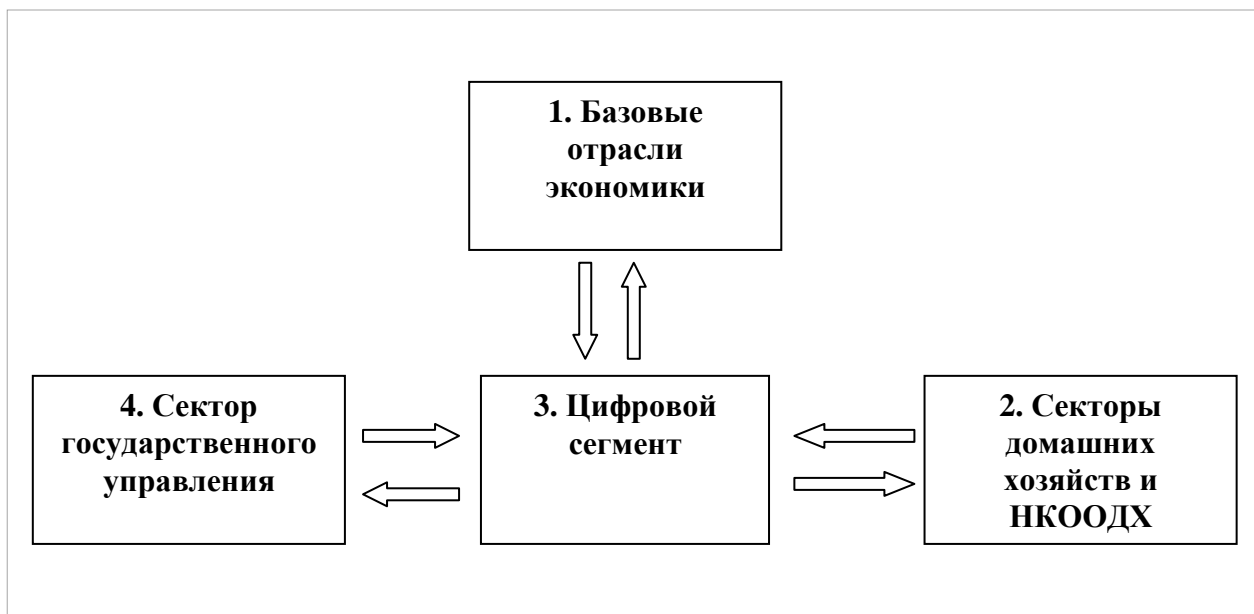 1. Базовые
отрасли
экономики
4. Сектор
государственного
управления
3. Цифровой
сегмент
2. Секторы
домашних
хозяйств и
НКООДХ